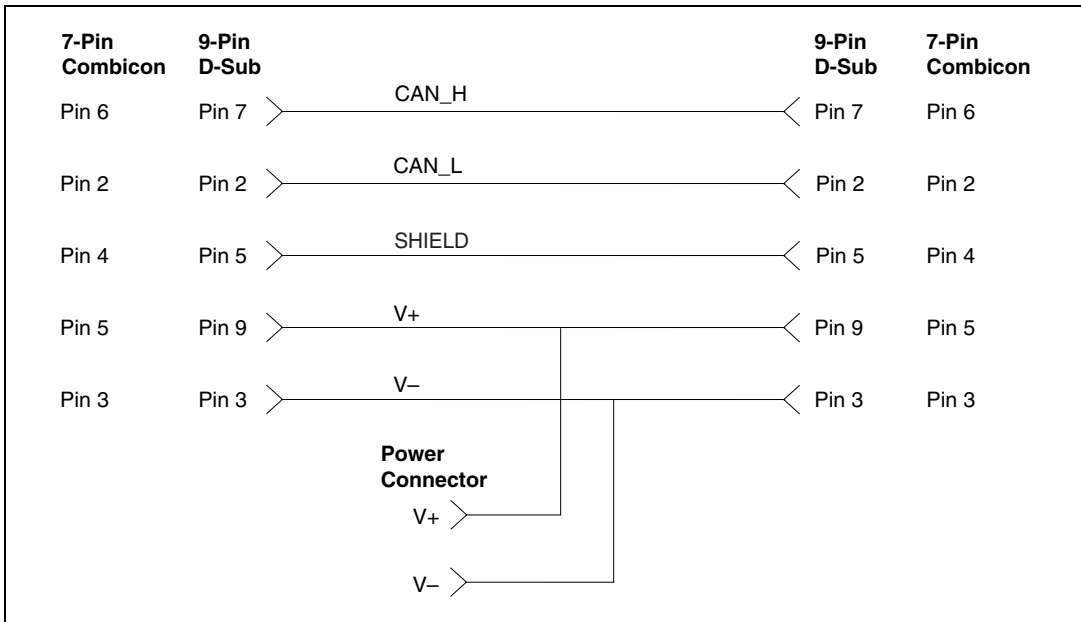 7-Pin Combicon 9-Pin D-Sub 9-Pin D-Sub 7-Pin Combicon
Pin 6 Pin 7 CAN_H Pin 7 Pin 6
Pin 2 Pin 2 CAN_L Pin 2 Pin 2
Pin 4 Pin 5 SHIELD Pin 5 Pin 4
Pin 5 Pin 9 V+ Pin 9 Pin 5
Pin 3 Pin 3 V– Pin 3 Pin 3
Power
Connector
V+
V–